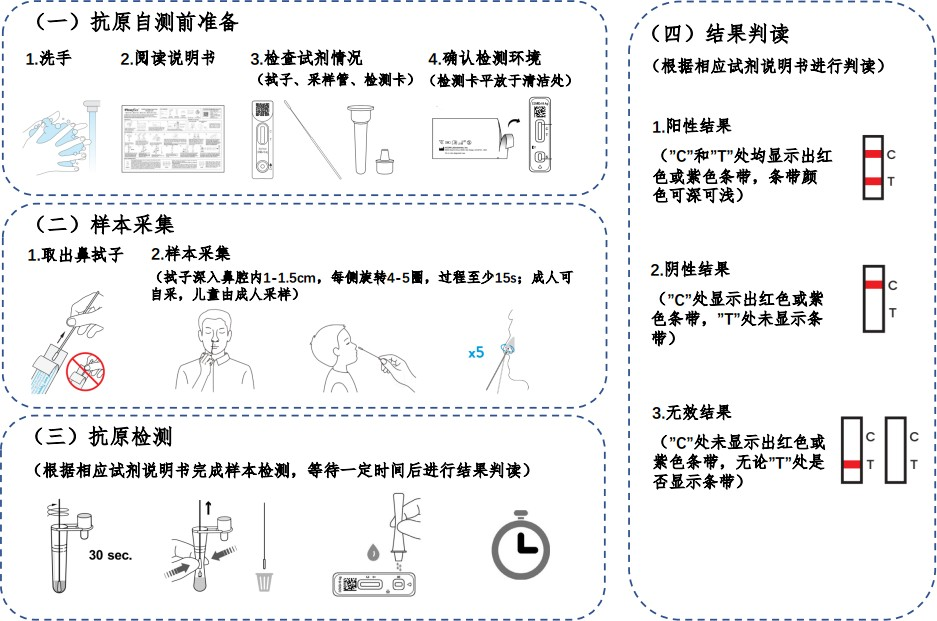 （一）抗原自测前准备
1.洗手
2.阅读说明书
3.检查试剂情况
（拭子、采样管、检测卡）
4.确认检测环境
（检测卡平放于清洁处）
（二）样本采集
1.取出鼻拭子
2.样本采集
（拭子深入鼻腔内1-1.5cm，每侧旋转4-5圈，过程至少15s；成人可
自采，儿童由成人采样）
x5
（三）抗原检测
（根据相应试剂说明书完成样本检测，等待一定时间后进行结果判读）
30 sec.
（四）结果判读
（根据相应试剂说明书进行判读）
1.阳性结果
（”C”和”T”处均显示出红
色或紫色条带，条带颜
色可深可浅）
C
T
2.阴性结果
（”C”处显示出红色或紫
色条带，”T”处未显示条
带）
C
T
3.无效结果
（”C”处未显示出红色或
紫色条带，无论”T”处是
否显示条带）
C
T
C
T